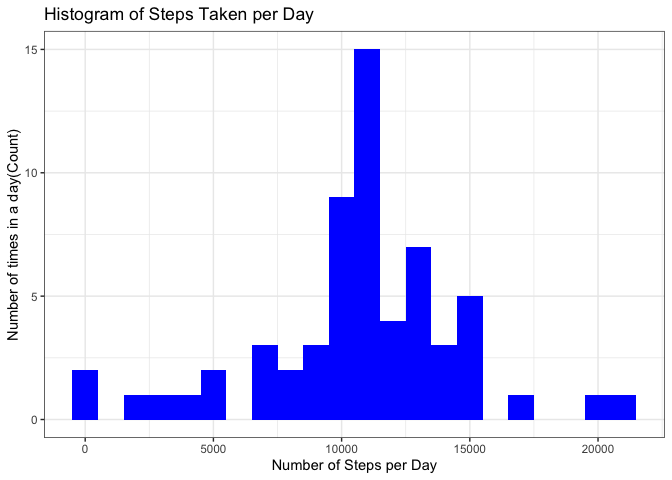 Histogram of Steps Taken per Day
15
10
5
0
Number of times in a day(Count)
0 5000 10000 15000 20000
Number of Steps per Day